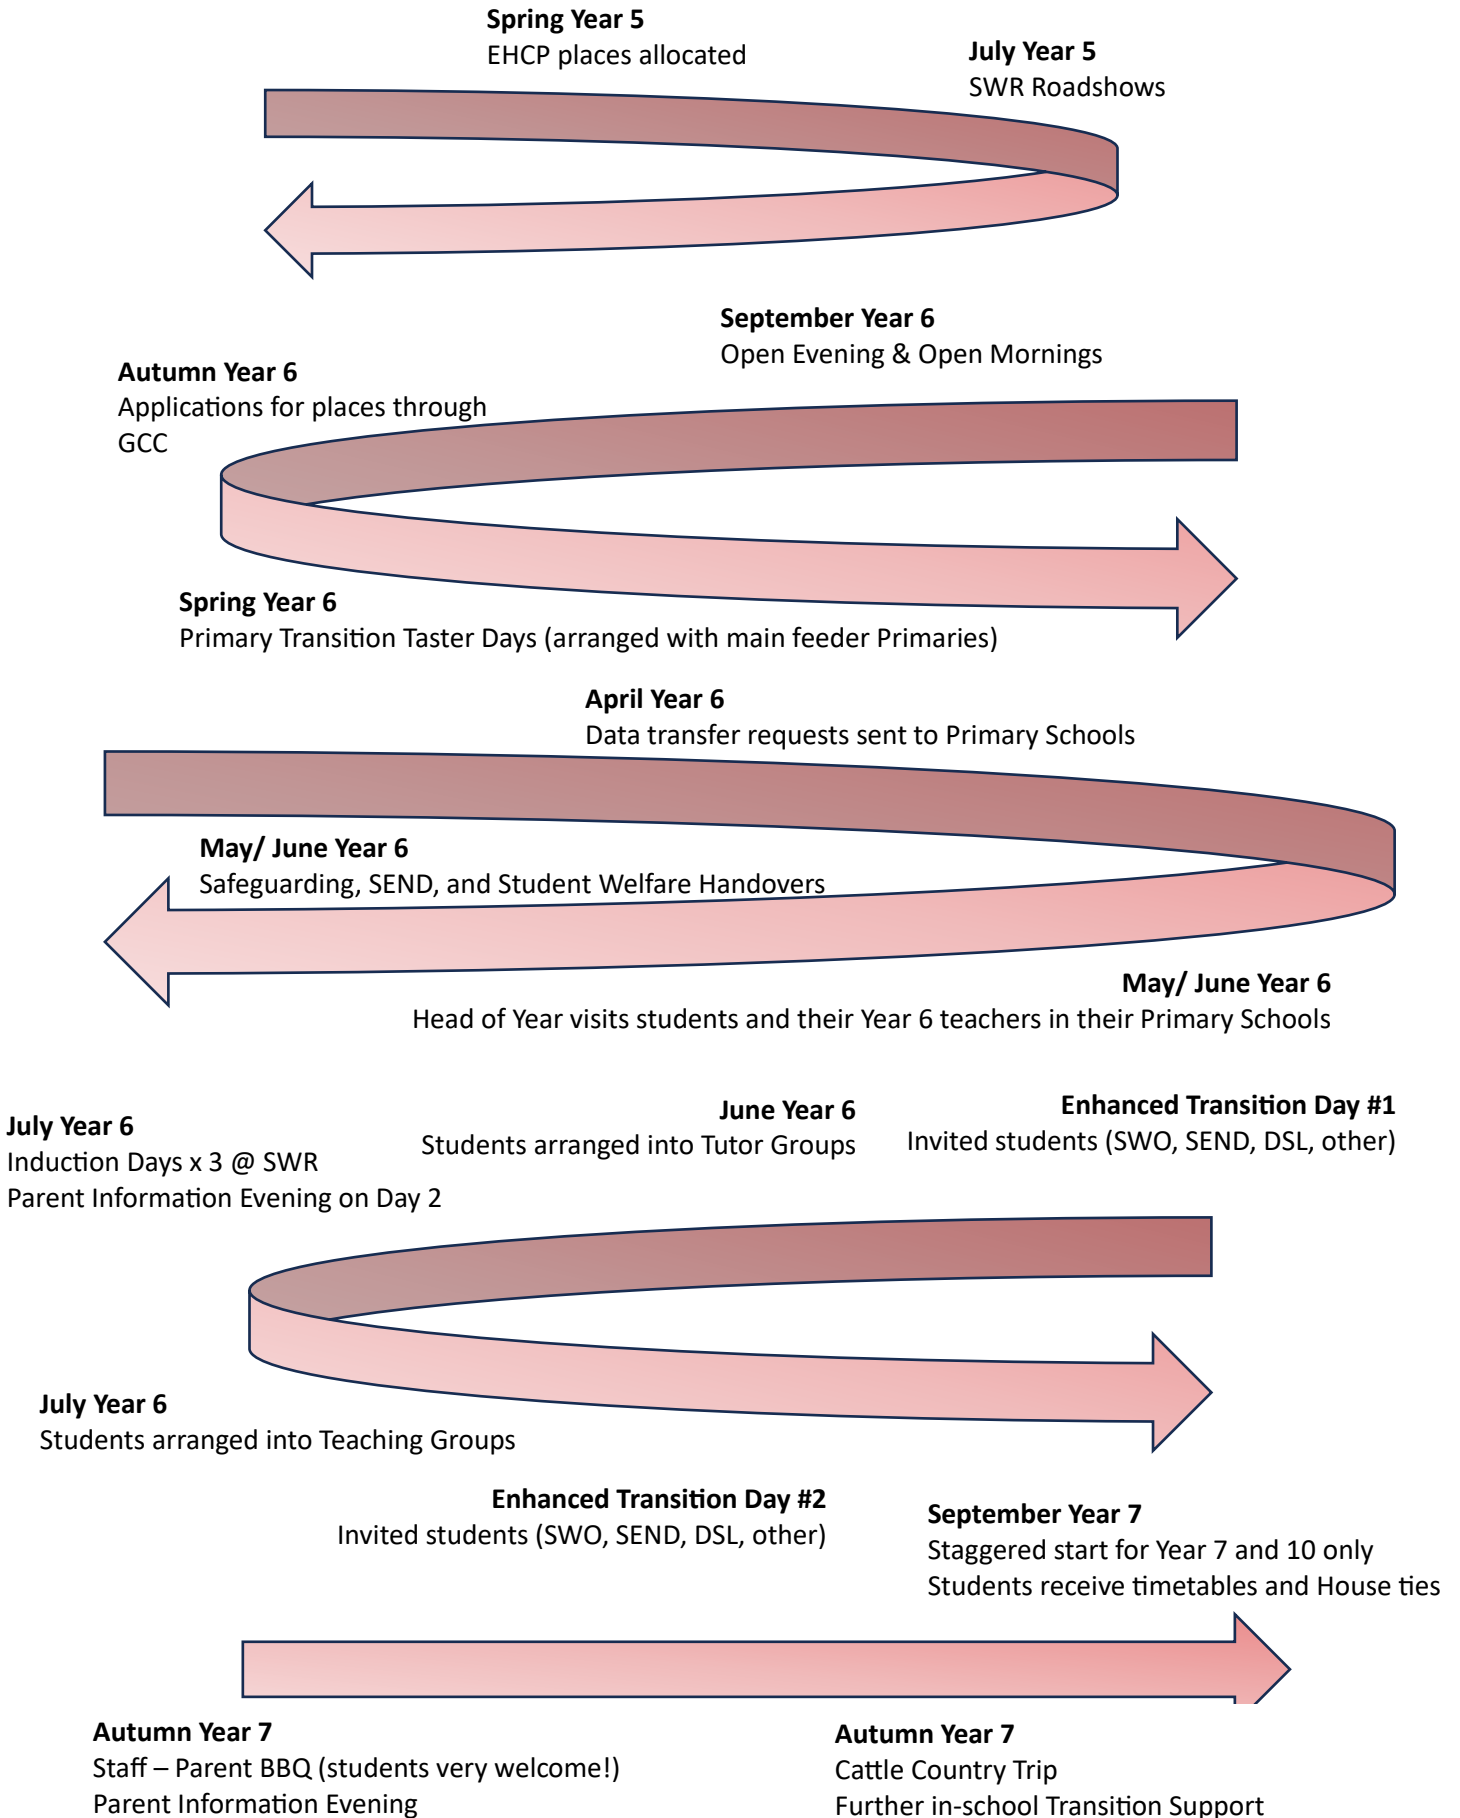 Spring Year 5
EHCP places allocated
July Year 5
SWR Roadshows
September Year 6
Open Evening & Open Mornings
Autumn Year 6
Applications for places through
GCC
Spring Year 6
Primary Transition Taster Days (arranged with main feeder Primaries)
April Year 6
Data transfer requests sent to Primary Schools
May/ June Year 6
Safeguarding, SEND, and Student Welfare Handovers
May/ June Year 6
Head of Year visits students and their Year 6 teachers in their Primary Schools
Enhanced Transition Day #1
Invited students (SWO, SEND, DSL, other)
June Year 6
Students arranged into Tutor Groups
July Year 6
Induction Days x 3 @ SWR
Parent Information Evening on Day 2
July Year 6
Students arranged into Teaching Groups
Enhanced Transition Day #2
Invited students (SWO, SEND, DSL, other)
September Year 7
Staggered start for Year 7 and 10 only
Students receive timetables and House ties
Autumn Year 7
Staff – Parent BBQ (students very welcome!)
Parent Information Evening
Autumn Year 7
Cattle Country Trip
Further in-school Transition Support